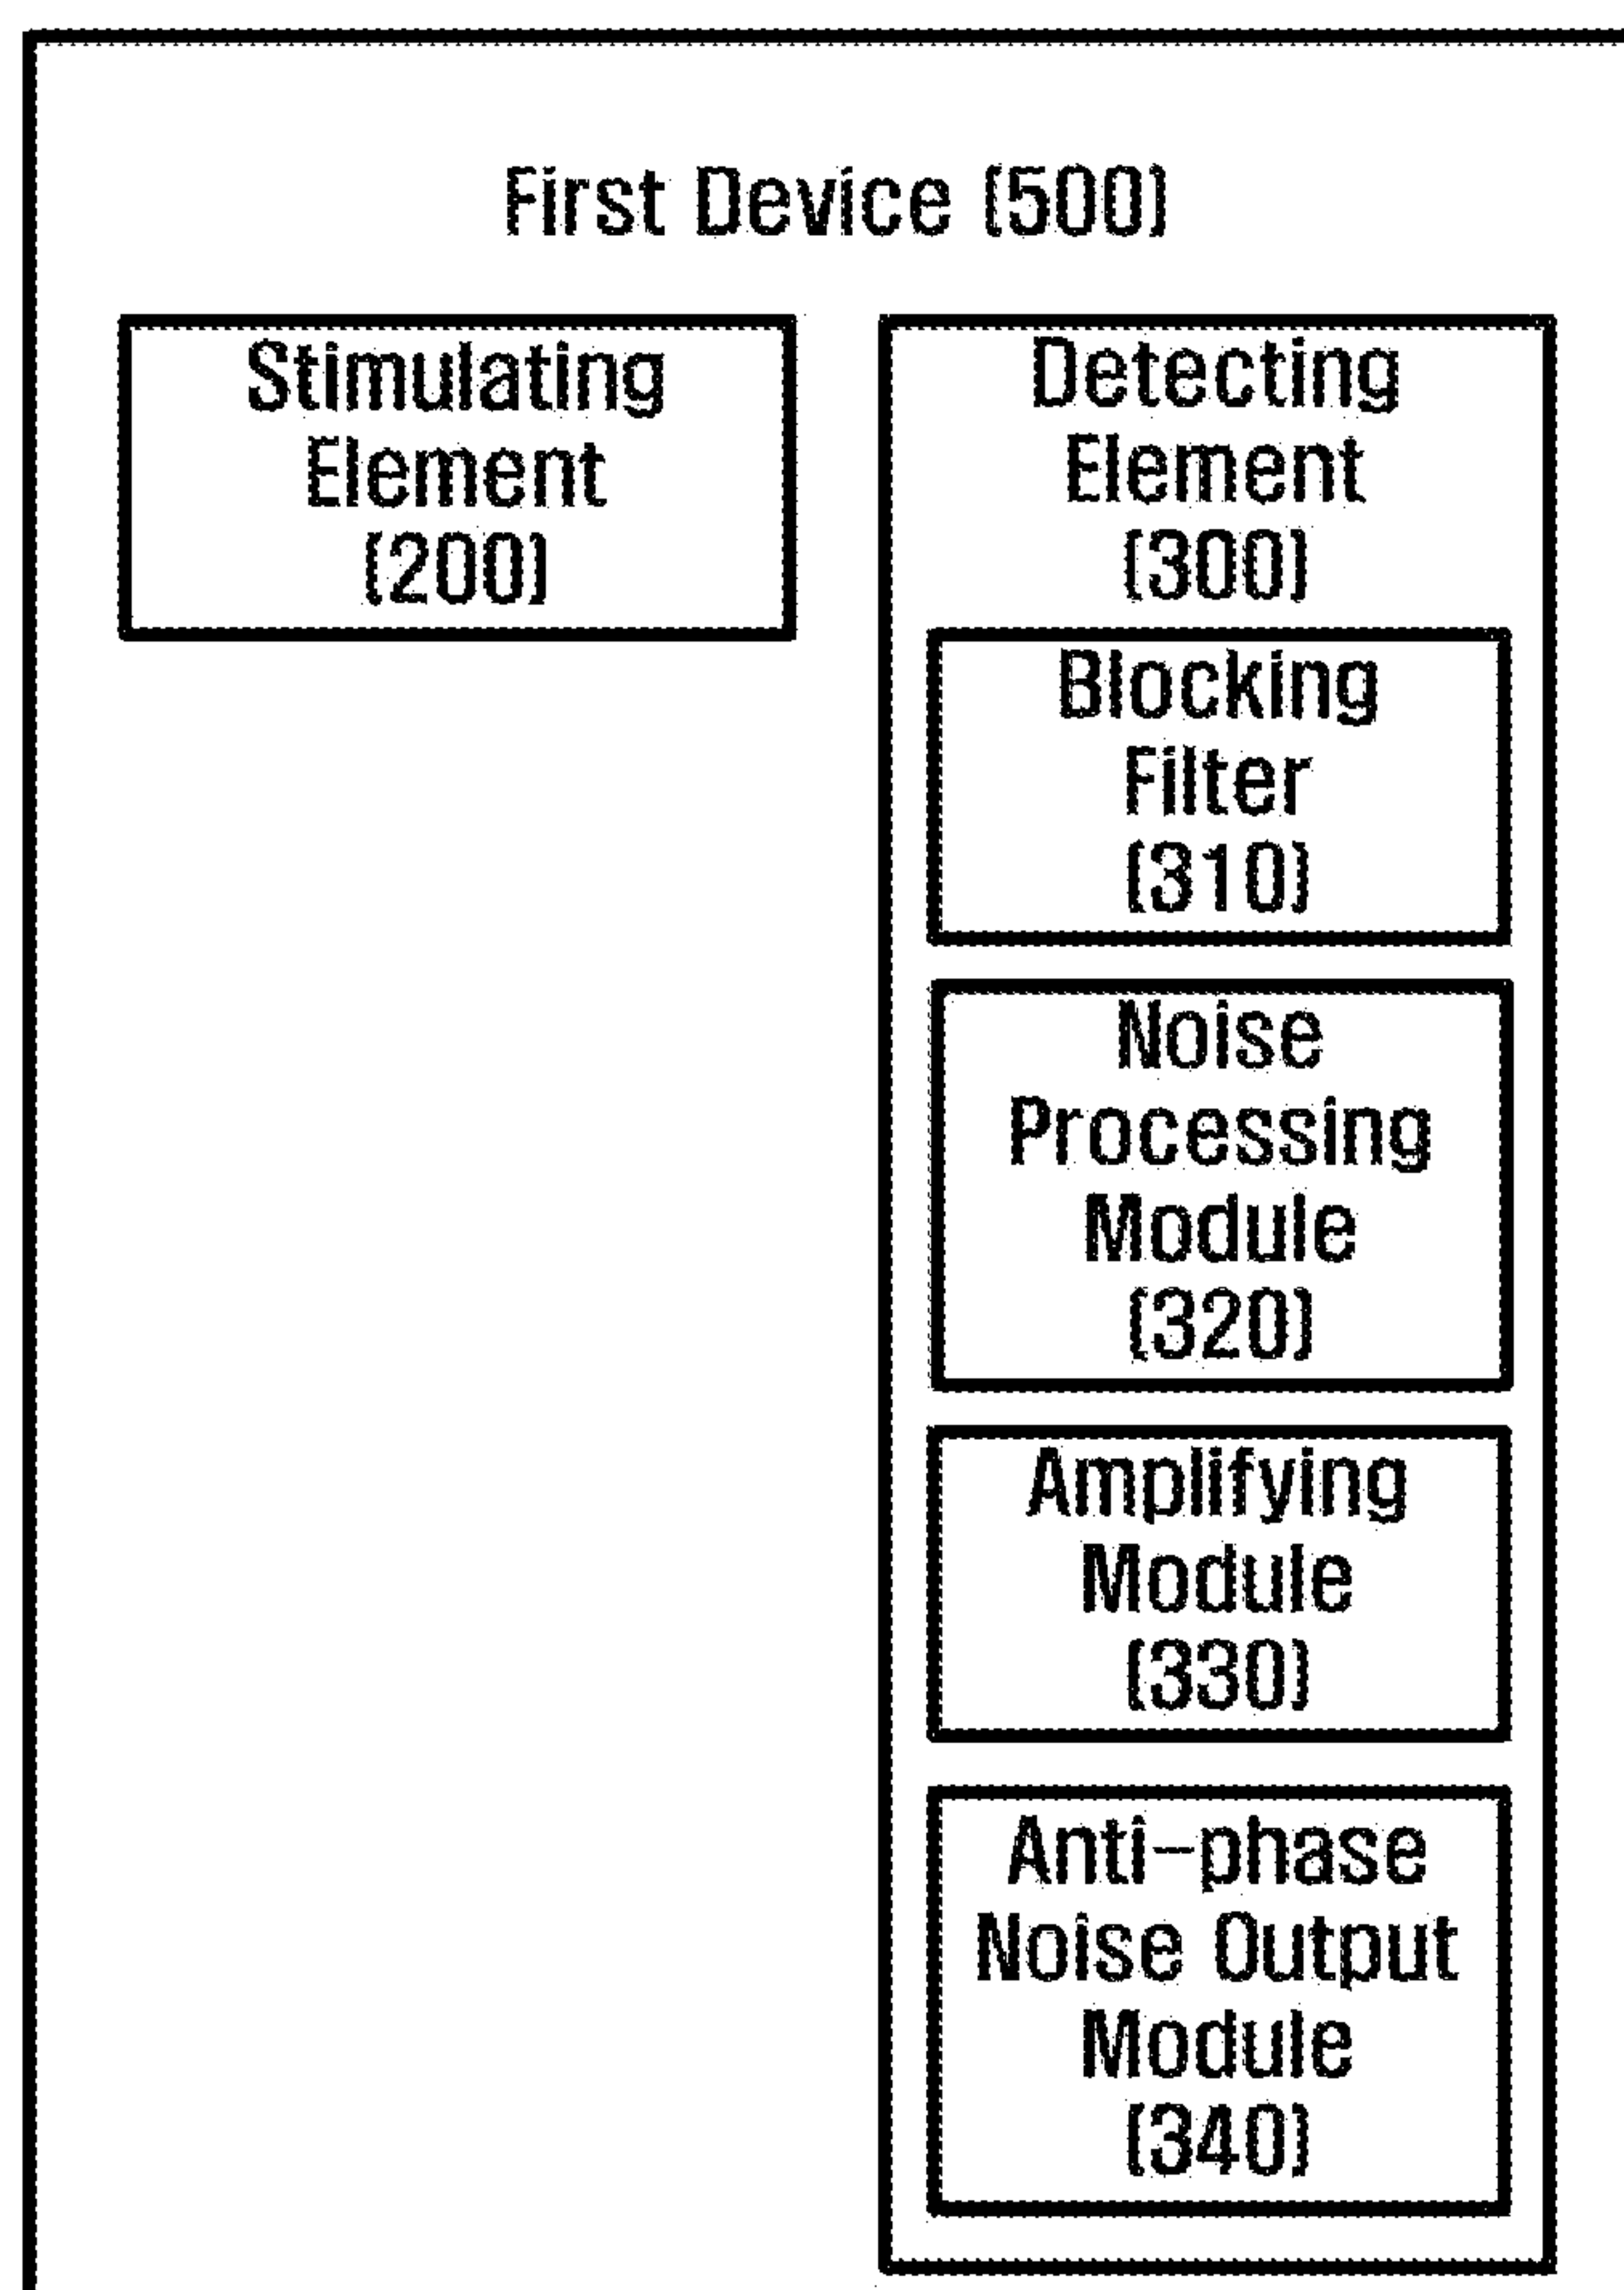 First Device (500)
Stimulating
Element
(200)
Detecting
Element
(300)
Blocking
Filter
(310)
Noise
Processing
Module
(320)
Amplifying
Module
(330)
Anti-phase
Noise Output
Module
(340)